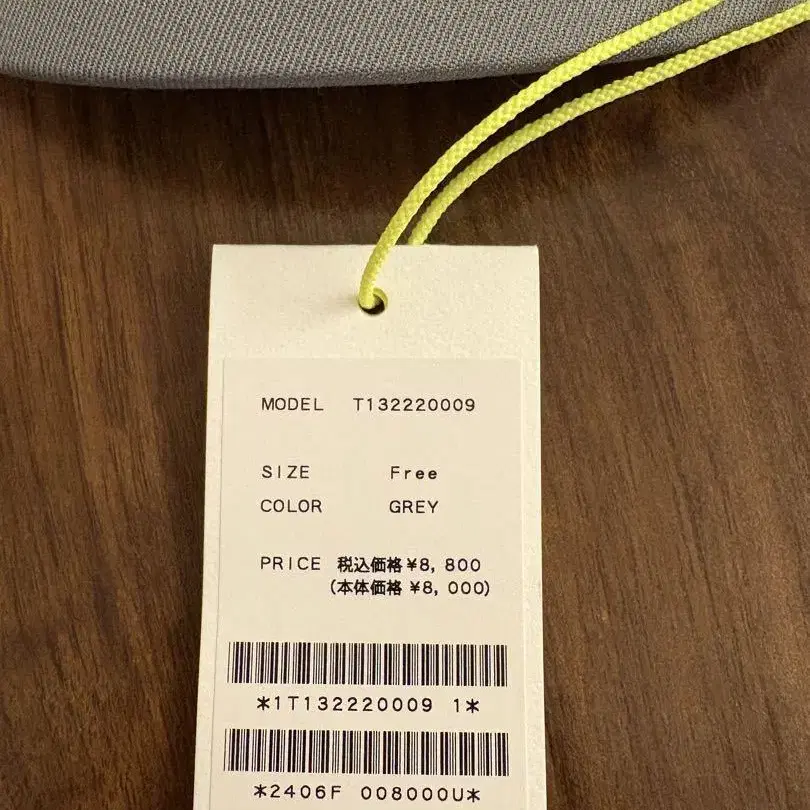 MODEL T132220009
SIZE Free
COLOR GREY
PRICE 税込価格¥8,800
(本体価格 ¥8,000)
*1T132220009 1*
*2406F 008000U*